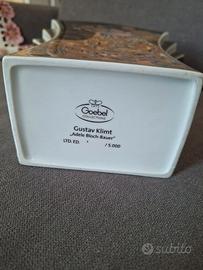 Goebel
Gustav Klimt
„Adele Bloch-Bauer"
LTD. ED. / 5.000
subito